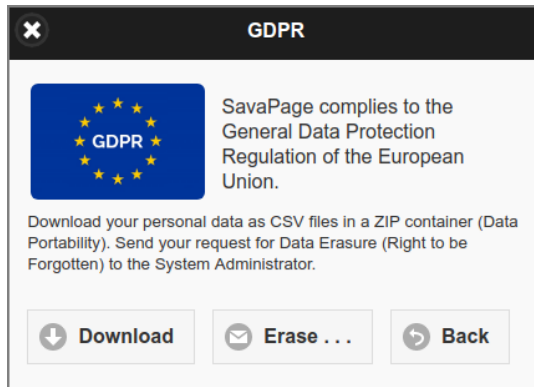 GDPR
GDPR
SavaPage complies to the
General Data Protection
Regulation of the European
Union.
Download your personal data as CSV files in a ZIP container (Data
Portability). Send your request for Data Erasure (Right to be
Forgotten) to the System Administrator.
Download
Erase . . .
Back